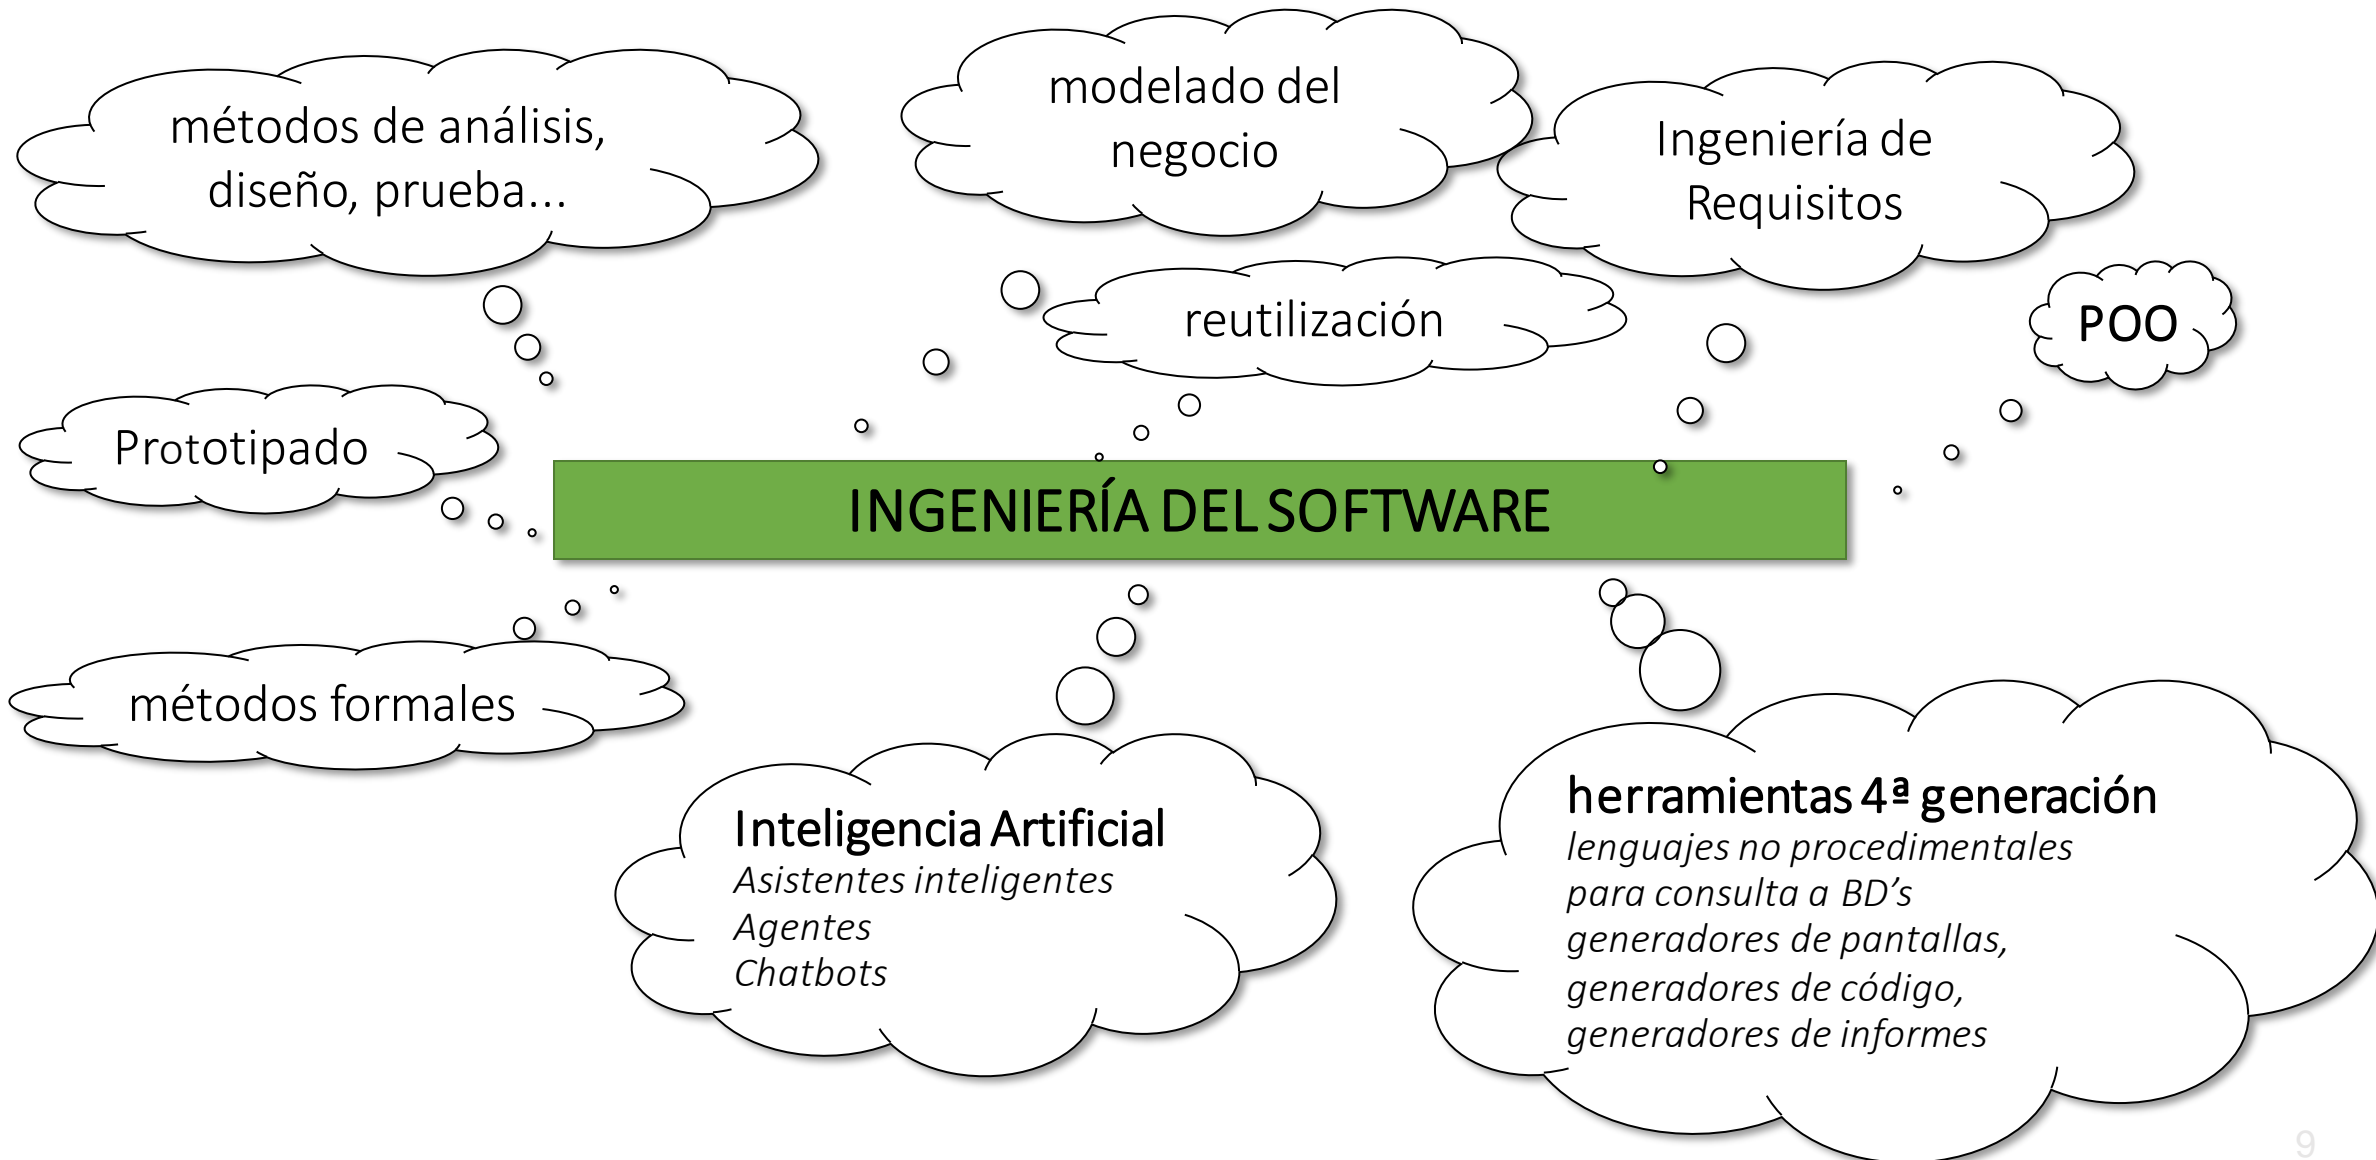 métodos de análisis,
diseño, prueba...
modelado del
negocio
Ingeniería de
Requisitos
reutilización
POO
Prototipado
INGENIERÍA DEL SOFTWARE
métodos formales
Inteligencia Artificial
Asistentes inteligentes
Agentes
Chatbots
herramientas 4ª generación
lenguajes no procedimentales
para consulta a BD’s
generadores de pantallas,
generadores de código,
generadores de informes
9